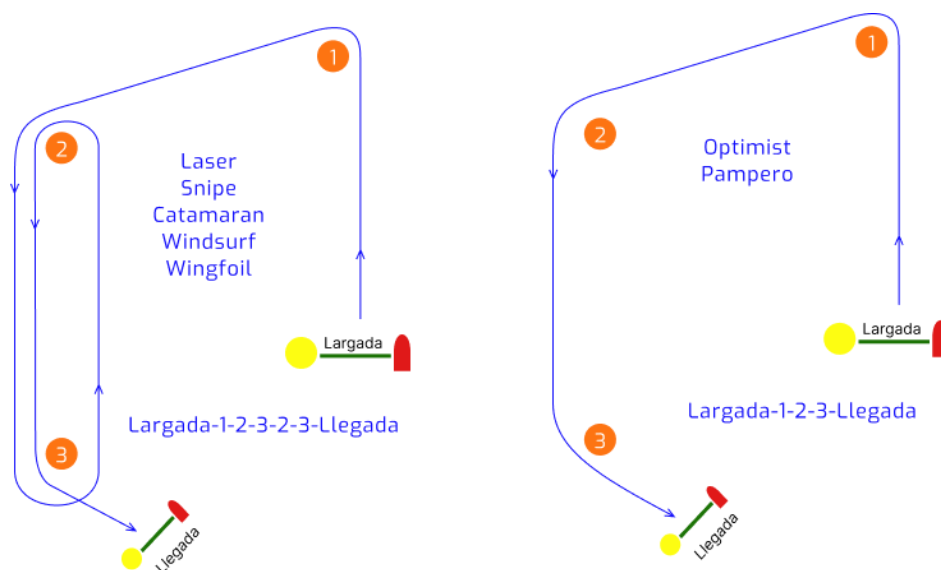 1
2
Laser
Snipe
Catamaran
Windsurf
Wingfoil
Largada
Largada-1-2-3-2-3-Llegada
3
Llegada
1
2
Optimist
Pampero
Largada
Largada-1-2-3-Llegada
3
Llegada